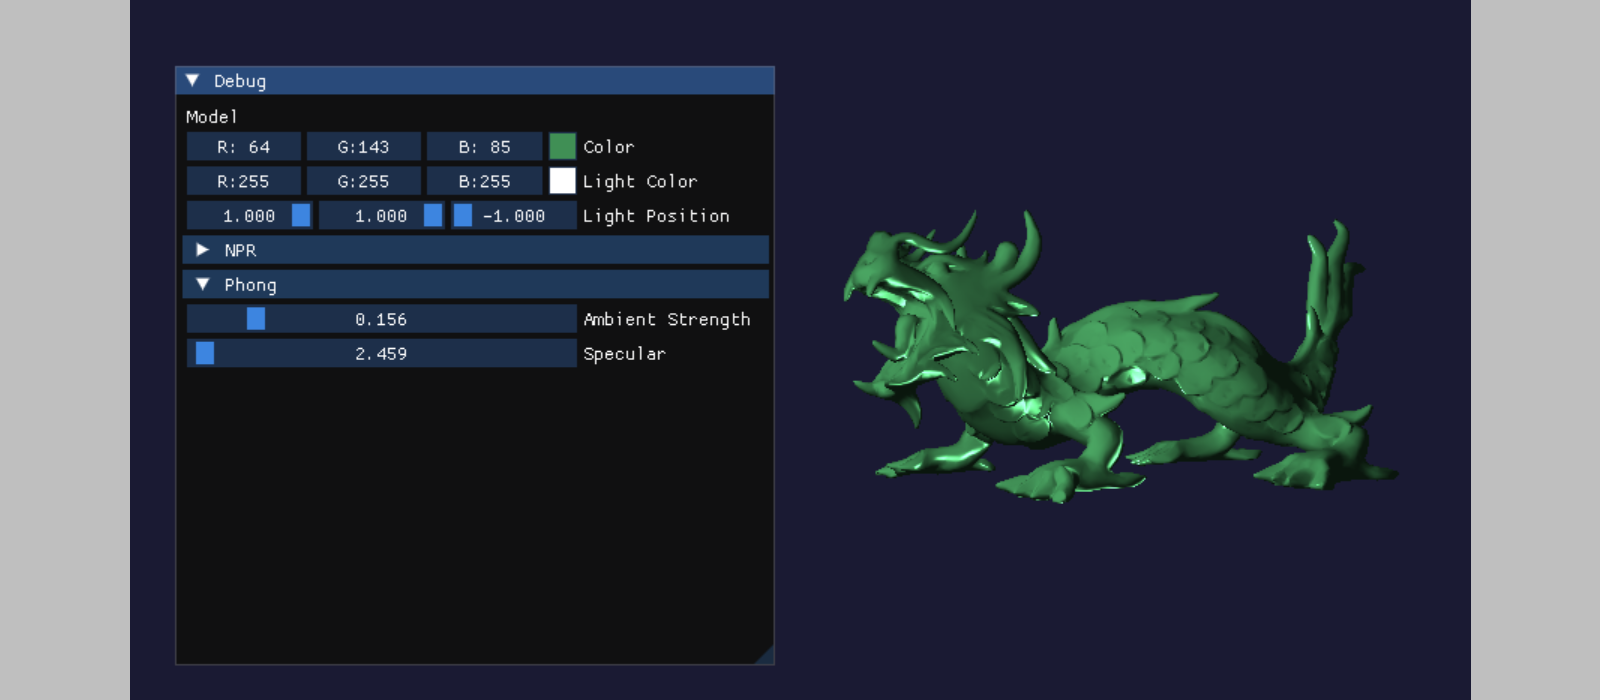 Debug
Model
R: 64 G:143 B: 85 Color
R:255 G:255 B:255 Light Color
1.000 1.000 -1.000 Light Position
NPR
Phong
0.156 Ambient Strength
2.459 Specular